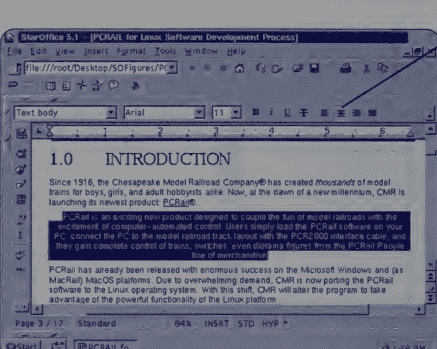 StarOffice 5.1 - [PCRAIL for Linux Software Development Process]
File Edit View Insert Format Tools Window Help
file:///root/Desktop/SOFigures/PC
Text body Arial 11 B i U
1 2 3 4 5 6
1.0 INTRODUCTION
Since 1916, the Chesapeake Model Railroad Company® has created thousands of model
trains for boys, girls, and adult hobbyists alike. Now, at the dawn of a new millennium, CMR is
launching its newest product: PCRail®.
PCRail is an exciting new product designed to couple the fun of model railroads with the
excitement of computer-automated control. Users simply load the PCRail software on your
PC, connect the PC to the model railroad track layout with the PCR2000 interface cable, and
they gain complete control of trains, switches, even diorama figures from the PCRail People
line of merchandise.
PCRail has already been released with enormous success on the Microsoft Windows and (as
MacRail) MacOS platforms. Due to overwhelming demand, CMR is now porting the PCRail
software to the Linux operating system. With this shift, CMR will alter the program to take
advantage of the powerful functionality of the Linux platform.
Page 3 / 17 Standard 84% INSRT STD HYP *
Start PCRAIL fo